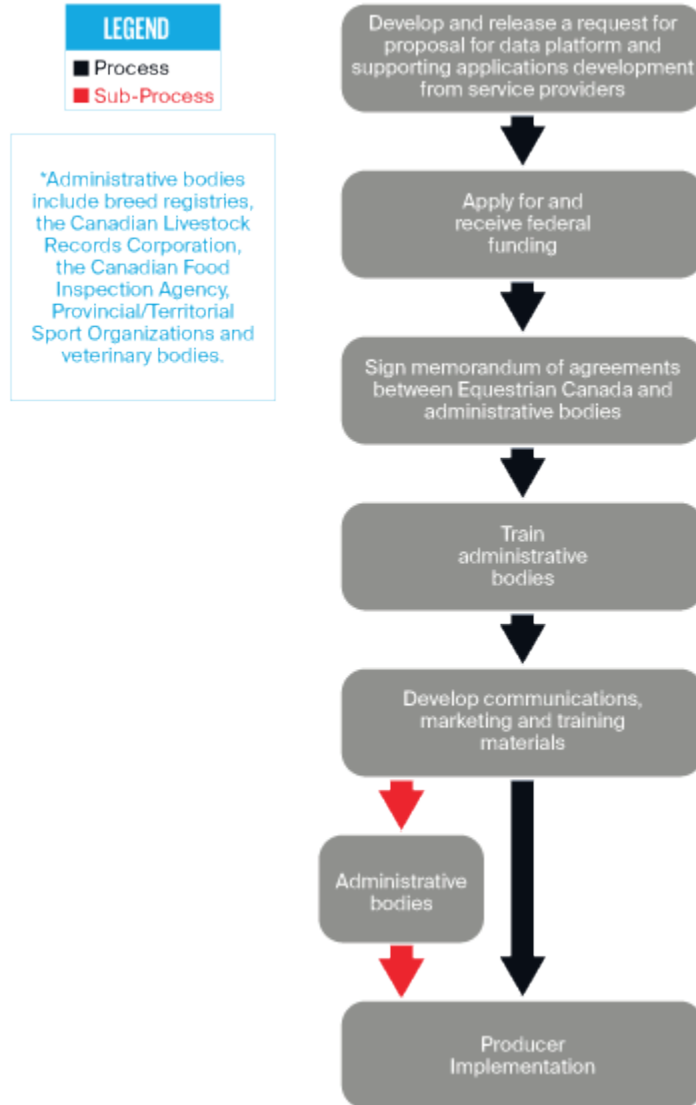 LEGEND
Process
Sub-Process
*Administrative bodies
include breed registries,
the Canadian Livestock
Records Corporation,
the Canadian Food
Inspection Agency,
Provincial/Territorial
Sport Organizations and
veterinary bodies.
Develop and release a request for
proposal for data platform and
supporting applications development
from service providers
Apply for and
receive federal
funding
Sign memorandum of agreements
between Equestrian Canada and
administrative bodies
Train
administrative
bodies
Develop communications,
marketing and training
materials
Administrative
bodies
Producer
Implementation